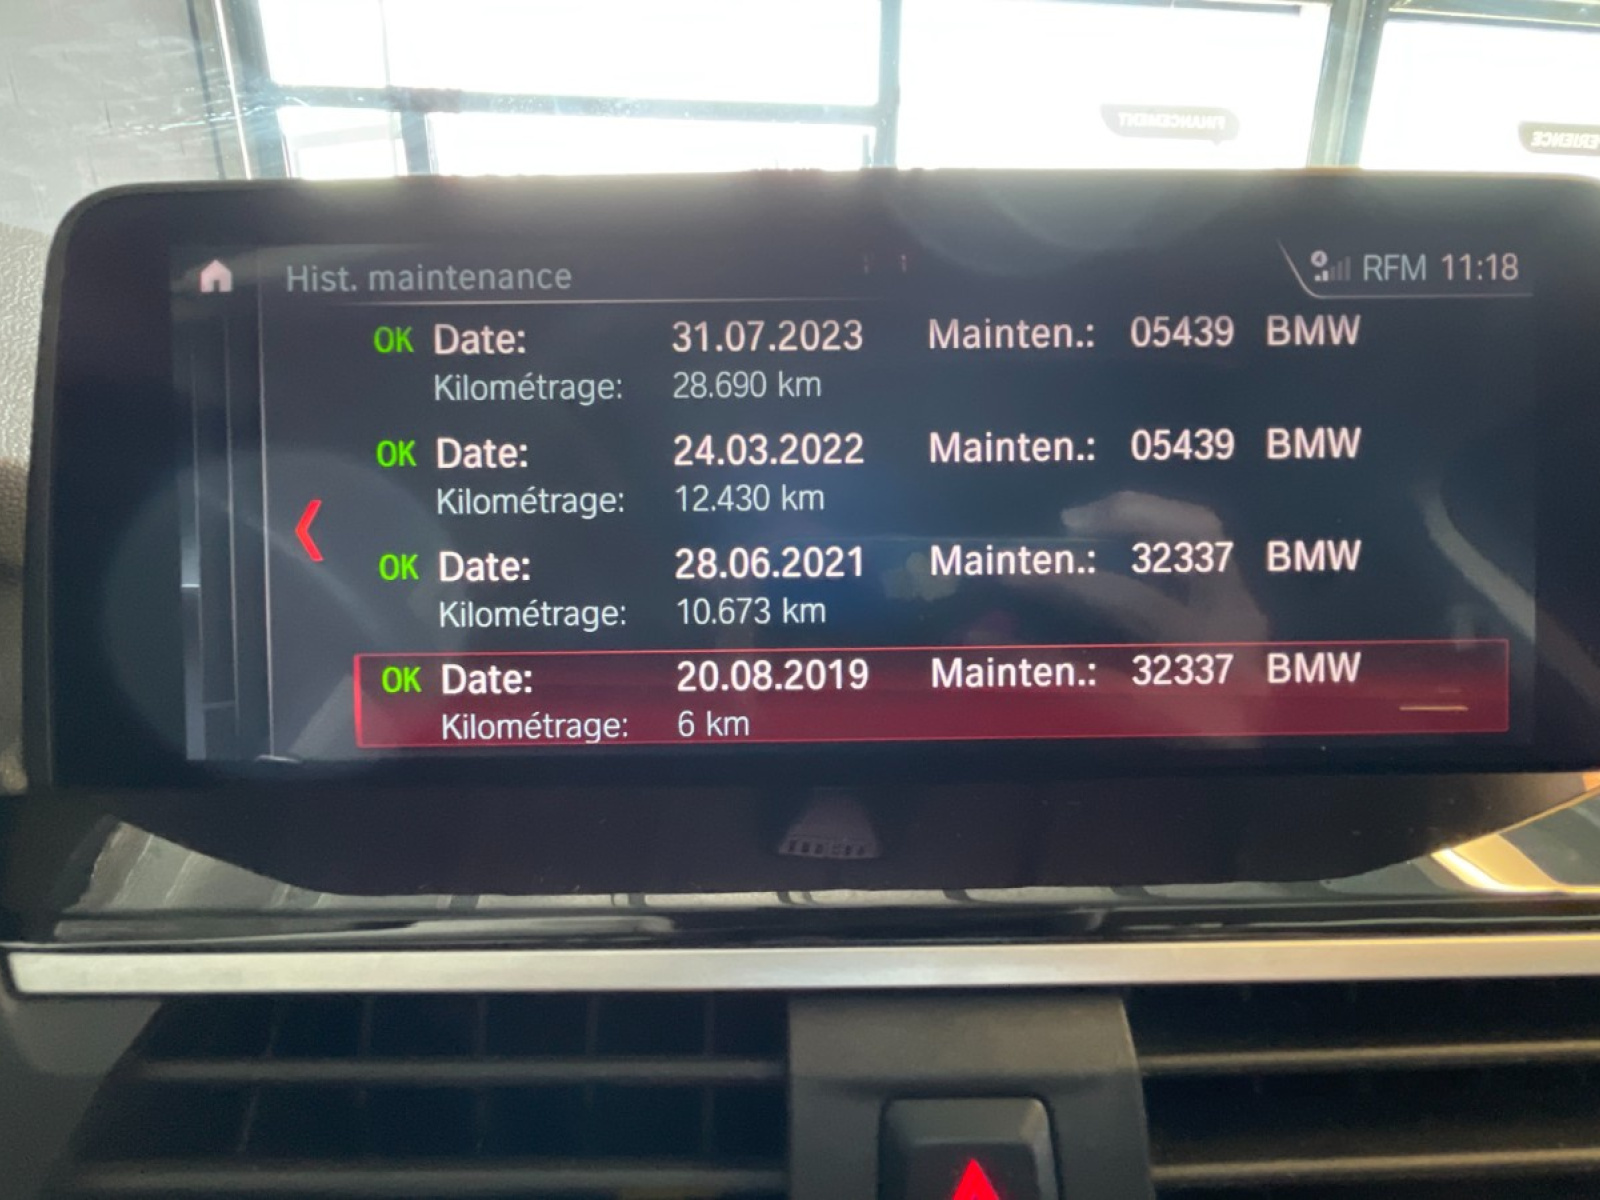 FINANCEMENT
Hist. maintenance
RFM 11:18
OK Date: 31.07.2023 Mainten.: 05439 BMW
Kilométrage: 28.690 km
OK Date: 24.03.2022 Mainten.: 05439 BMW
Kilométrage: 12.430 km
OK Date: 28.06.2021 Mainten.: 32337 BMW
Kilométrage: 10.673 km
OK Date: 20.08.2019 Mainten.: 32337 BMW
Kilométrage: 6 km